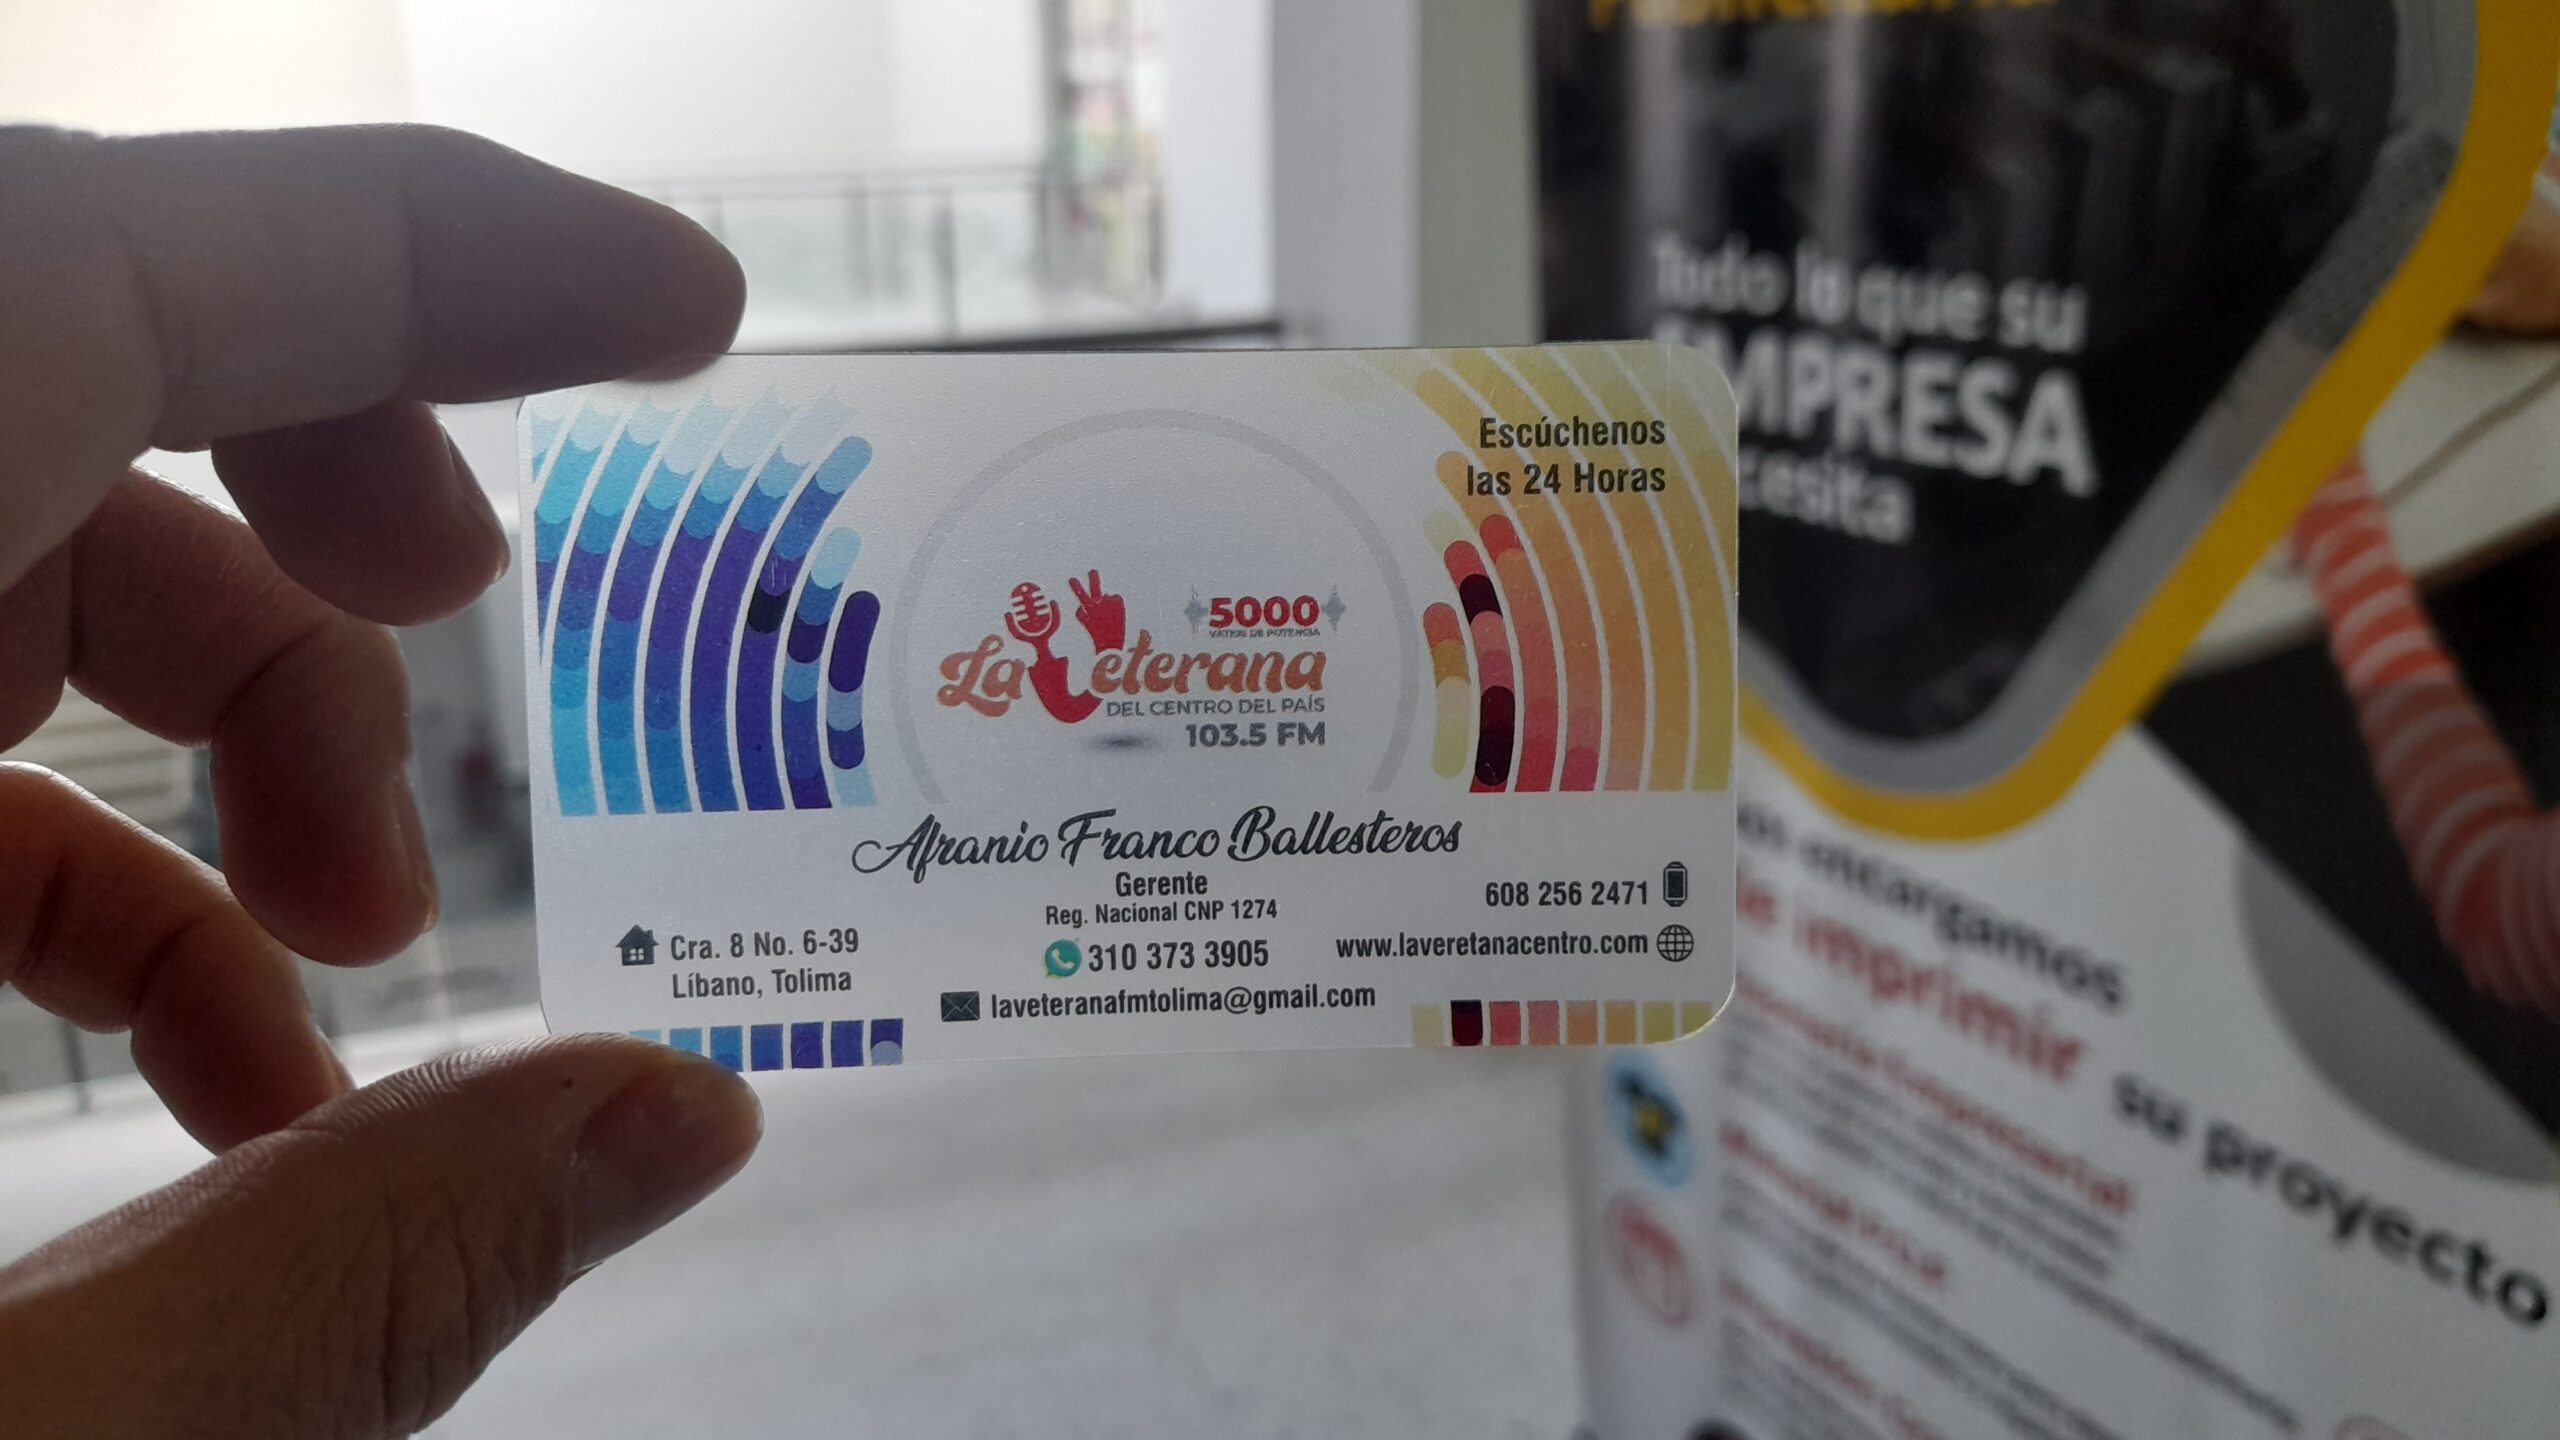 Escúchenos
las 24 Horas
5000
VATIOS DE POTENCIA
La Veterana
DEL CENTRO DEL PAÍS
103.5 FM
Afranio Franco Ballesteros
Gerente
Reg. Nacional CNP 1274
310 373 3905
laveteranafmtolima@gmail.com
Cra. 8 No. 6-39
Líbano, Tolima
608 256 2471
www.laveretanacentro.com
Todo lo que su
EMPRESA
encargamos
de imprimir su proyecto